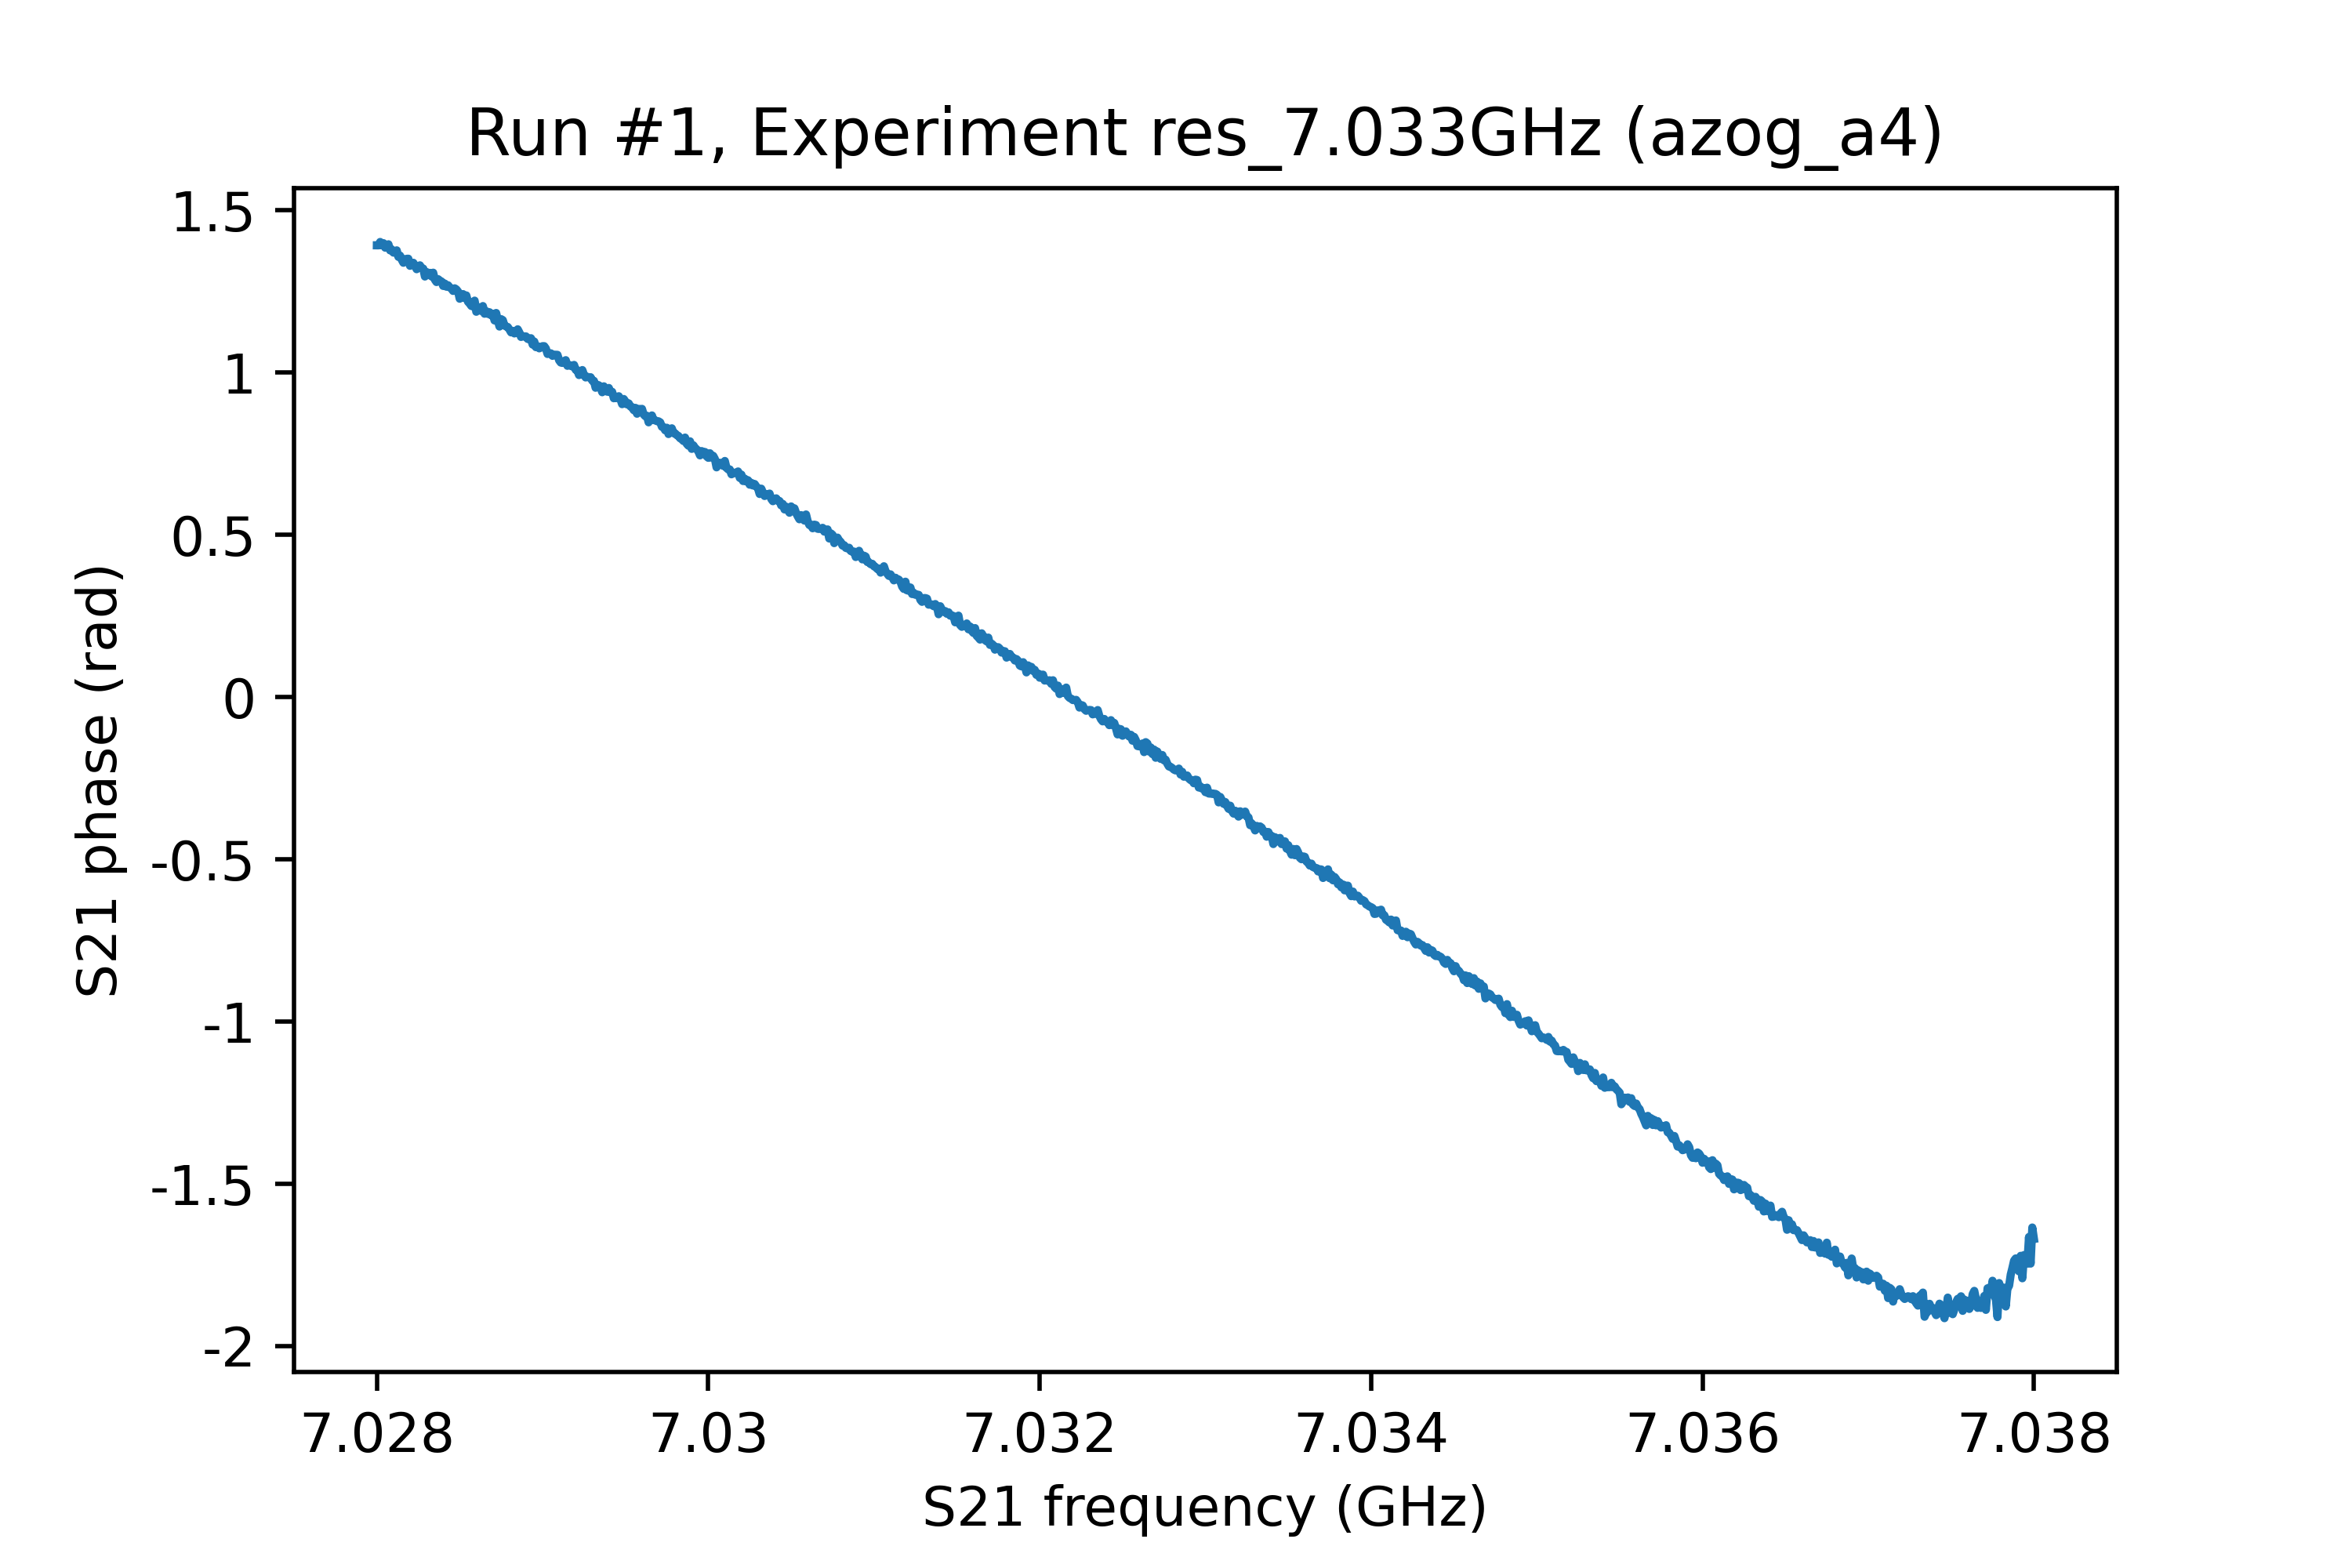 Run #1, Experiment res_7.033GHz (azog_a4)
S21 phase (rad)
1.5
1
0.5
0
-0.5
-1
-1.5
-2
7.028 7.03 7.032 7.034 7.036 7.038
S21 frequency (GHz)